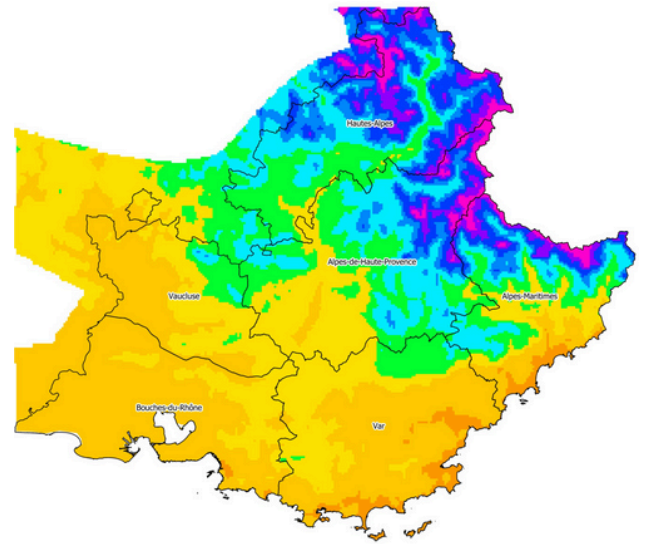 Hautes-Alpes
Alpes-de-Haute-Provence
Vaucluse
Alpes-Maritimes
Bouches-du-Rhône
Var